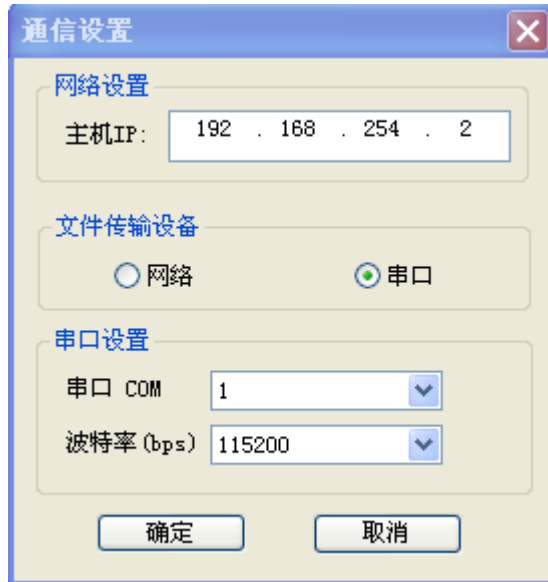 通信设置
网络设置
主机IP: 192 . 168 . 254 . 2
文件传输设备
网络 串口
串口设置
串口 COM 1
波特率(bps) 115200
确定 取消